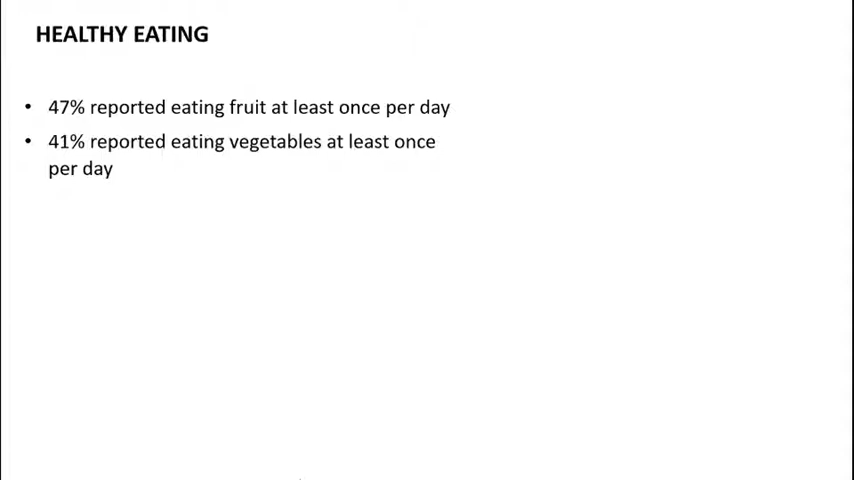 HEALTHY EATING
• 47% reported eating fruit at least once per day
• 41% reported eating vegetables at least once
per day